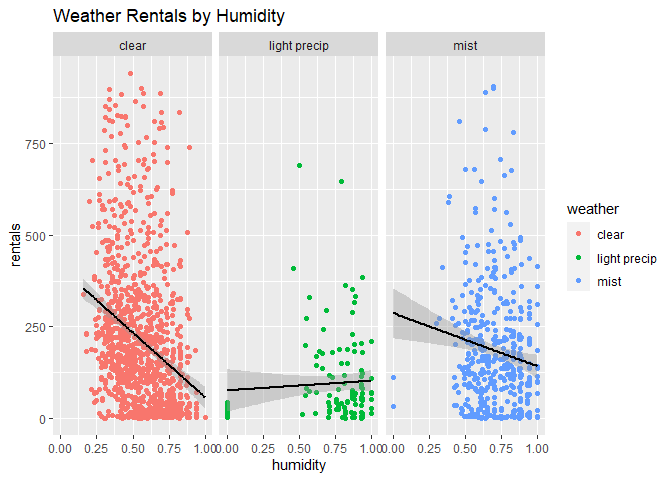 Weather Rentals by Humidity
clear
light precip
mist
rentals
750
500
250
0
0.00 0.25 0.50 0.75 1.00
0.00 0.25 0.50 0.75 1.00
0.00 0.25 0.50 0.75 1.00
humidity
weather
clear
light precip
mist